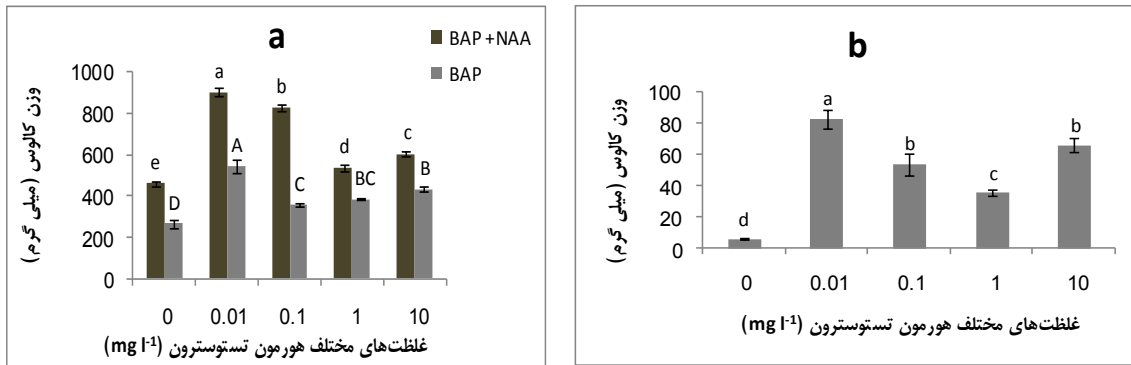 a
BAP +NAA
BAP
وزن کالوس (میلی گرم)
1000
800
600
400
200
0
a
b
c
d
e
A
B
BC
C
D
0 0.01 0.1 1 10
غلظت‌های مختلف هورمون تستوسترون (mg l-1)
b
وزن کالوس (میلی گرم)
100
80
60
40
20
0
a
b
b
c
d
0 0.01 0.1 1 10
غلظت‌های مختلف هورمون تستوسترون (mg l-1)